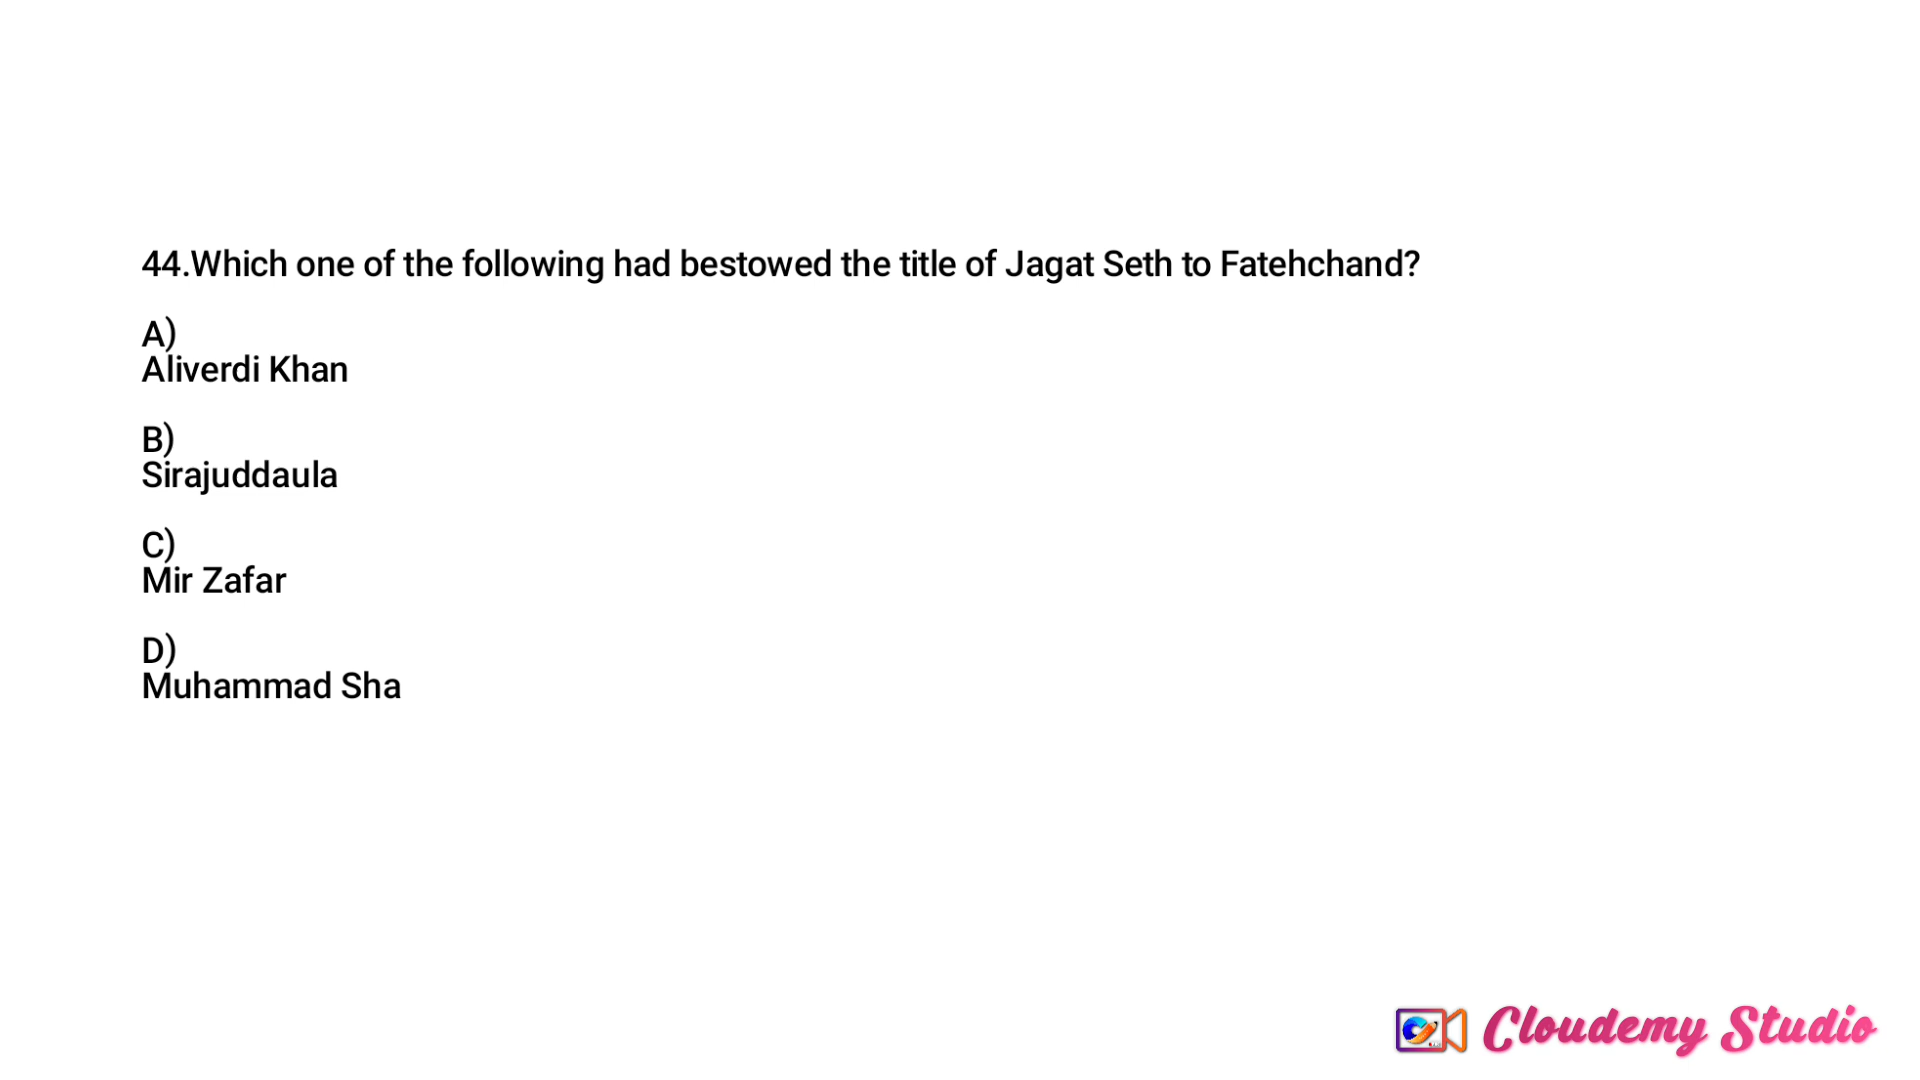 44.Which one of the following had bestowed the title of Jagat Seth to Fatehchand?
A)
Aliverdi Khan
B)
Sirajuddaula
C)
Mir Zafar
D)
Muhammad Sha
Cloudemy Studio